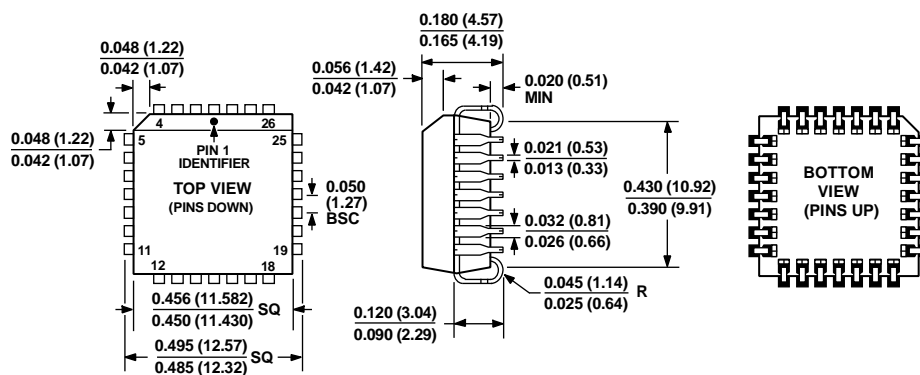 0.048 (1.22)
0.042 (1.07)
0.048 (1.22)
0.042 (1.07)
4
26
5
25
PIN 1
IDENTIFIER
TOP VIEW
(PINS DOWN)
0.050
(1.27)
BSC
11
19
12
18
0.456 (11.582)
0.450 (11.430)
SQ
0.495 (12.57)
0.485 (12.32)
SQ
0.180 (4.57)
0.165 (4.19)
0.056 (1.42)
0.042 (1.07)
0.020 (0.51)
MIN
0.021 (0.53)
0.013 (0.33)
0.032 (0.81)
0.026 (0.66)
0.430 (10.92)
0.390 (9.91)
0.045 (1.14)
0.025 (0.64)
R
0.120 (3.04)
0.090 (2.29)
BOTTOM
VIEW
(PINS UP)